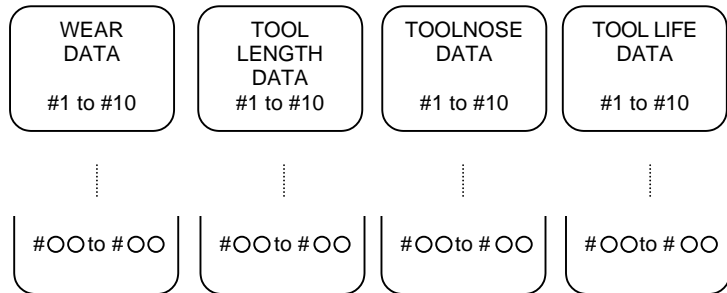 WEAR
DATA
#1 to #10
TOOL
LENGTH
DATA
#1 to #10
TOOLNOSE
DATA
#1 to #10
TOOL LIFE
DATA
#1 to #10
#○○to #○○
#○○to #○○
#○○to #○○
#○○to #○○